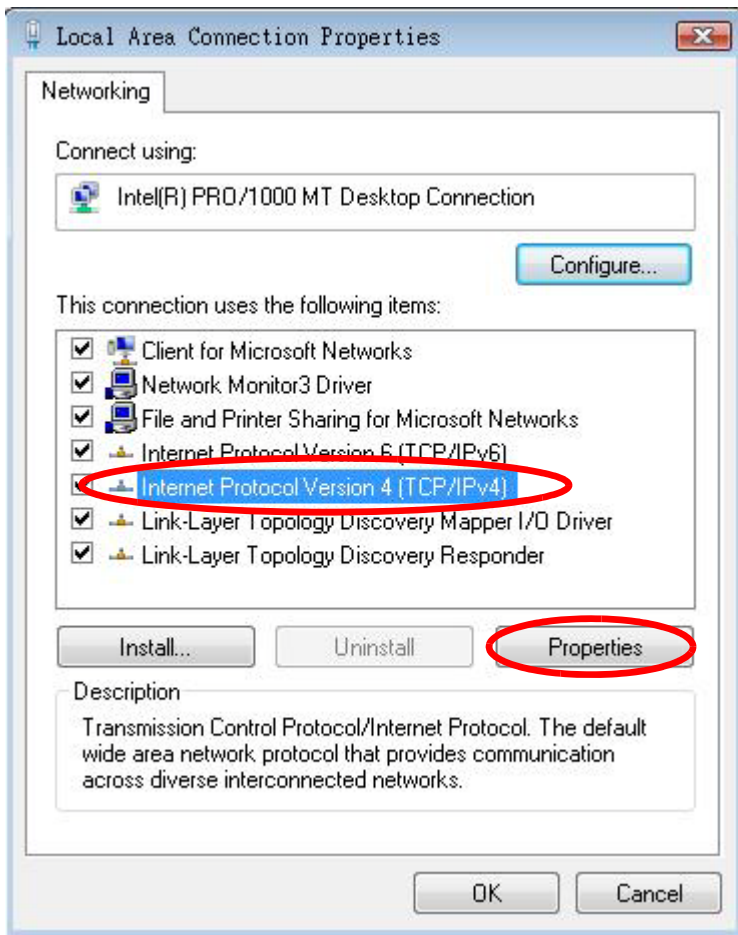 Local Area Connection Properties
Networking
Connect using:
Intel(R) PRO/1000 MT Desktop Connection
Configure...
This connection uses the following items:
Client for Microsoft Networks
Network Monitor3 Driver
File and Printer Sharing for Microsoft Networks
Internet Protocol Version 6 (TCP/IPv6)
Internet Protocol Version 4 (TCP/IPv4)
Link-Layer Topology Discovery Mapper I/O Driver
Link-Layer Topology Discovery Responder
Install...
Uninstall
Properties
Description
Transmission Control Protocol/Internet Protocol. The default
wide area network protocol that provides communication
across diverse interconnected networks.
OK
Cancel